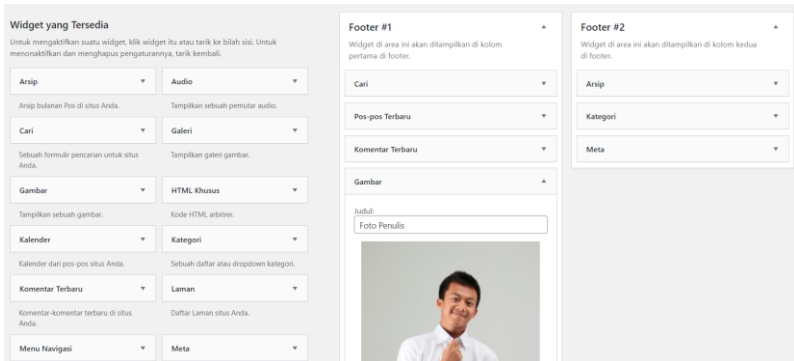 Widget yang Tersedia
Untuk mengaktifkan suatu widget, klik widget itu atau tarik ke bilah sisi. Untuk
menonaktifkan dan menghapus pengaturannya, tarik kembali.
Arsip
Audio
Arsip bulanan Pos di situs Anda.
Tampilkan sebuah pemutar audio.
Cari
Galeri
Sebuah formulir pencarian untuk situs
Anda.
Tampilkan galeri gambar.
Gambar
HTML Khusus
Tampilkan sebuah gambar.
Kode HTML arbitrer.
Kalender
Kategori
Kalender dari pos-pos situs Anda.
Sebuah daftar atau dropdown kategori.
Komentar Terbaru
Laman
Komentar-komentar terbaru di situs
Anda.
Daftar Laman situs Anda.
Menu Navigasi
Meta
Footer #1
Widget di area ini akan ditampilkan di kolom
pertama di footer.
Cari
Pos-pos Terbaru
Komentar Terbaru
Gambar
Judul:
Foto Penulis
Footer #2
Widget di area ini akan ditampilkan di kolom kedua
di footer.
Arsip
Kategori
Meta